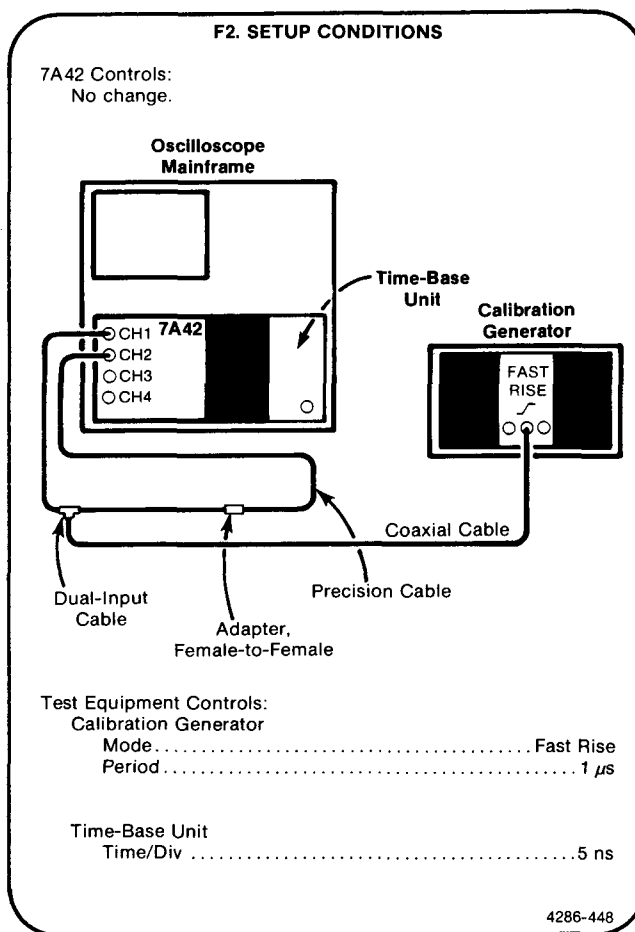 F2. SETUP CONDITIONS
7A42 Controls:
No change.
Oscilloscope
Mainframe
Time-Base
Unit
Calibration
Generator
CH1 7A42
CH2
CH3
CH4
FAST
RISE
Coaxial Cable
Dual-Input
Cable
Precision Cable
Adapter,
Female-to-Female
Test Equipment Controls:
Calibration Generator
Mode.............................................Fast Rise
Period.................................................1 µs
Time-Base Unit
Time/Div ..............................................5 ns
4286-448